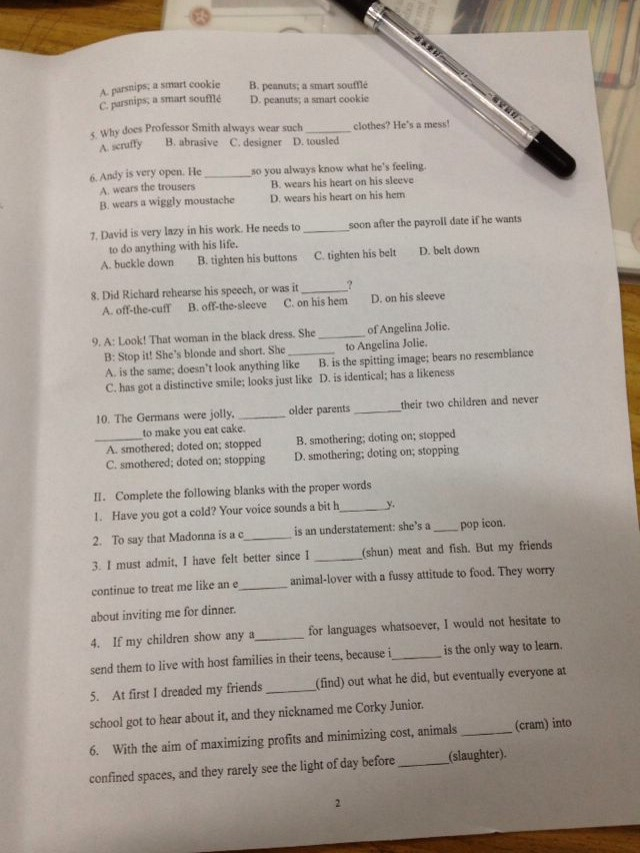 A. parsnips; a smart cookie B. peanuts; a smart soufflé
C. parsnips; a smart soufflé D. peanuts; a smart cookie
5. Why does Professor Smith always wear such ________ clothes? He's a mess!
A. scruffy B. abrasive C. designer D. tousled
6. Andy is very open. He ________ so you always know what he's feeling.
A. wears the trousers B. wears his heart on his sleeve
B. wears a wiggly moustache D. wears his heart on his hem
7. David is very lazy in his work. He needs to ________ soon after the payroll date if he wants
to do anything with his life.
A. buckle down B. tighten his buttons C. tighten his belt D. belt down
8. Did Richard rehearse his speech, or was it ________?
A. off-the-cuff B. off-the-sleeve C. on his hem D. on his sleeve
9. A: Look! That woman in the black dress. She ________ of Angelina Jolie.
B: Stop it! She's blonde and short. She ________ to Angelina Jolie.
A. is the same; doesn't look anything like B. is the spitting image; bears no resemblance
C. has got a distinctive smile; looks just like D. is identical; has a likeness
10. The Germans were jolly, ________ older parents ________ their two children and never
________ to make you eat cake.
A. smothered; doted on; stopped B. smothering; doting on; stopped
C. smothered; doted on; stopping D. smothering; doting on; stopping
II. Complete the following blanks with the proper words
1. Have you got a cold? Your voice sounds a bit h________y.
2. To say that Madonna is a c________ is an understatement: she's a ____ pop icon.
3. I must admit, I have felt better since I ________ (shun) meat and fish. But my friends
continue to treat me like an e________ animal-lover with a fussy attitude to food. They worry
about inviting me for dinner.
4. If my children show any a________ for languages whatsoever, I would not hesitate to
send them to live with host families in their teens, because i________ is the only way to learn.
5. At first I dreaded my friends ________ (find) out what he did, but eventually everyone at
school got to hear about it, and they nicknamed me Corky Junior.
6. With the aim of maximizing profits and minimizing cost, animals ________ (cram) into
confined spaces, and they rarely see the light of day before ________ (slaughter).
2